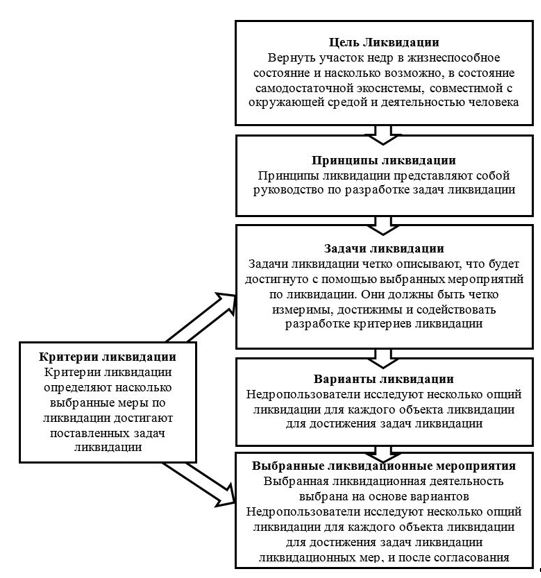 Цель Ликвидации
Вернуть участок недр в жизнеспособное
состояние и насколько возможно, в состояние
самодостаточной экосистемы, совместимой с
окружающей средой и деятельностью человека
Принципы ликвидации
Принципы ликвидации представляют собой
руководство по разработке задач ликвидации
Задачи ликвидации
Задачи ликвидации четко описывают, что будет
достигнуто с помощью выбранных мероприятий
по ликвидации. Они должны быть четко
измеримы, достижимы и содействовать
разработке критериев ликвидации
Критерии ликвидации
Критерии ликвидации
определяют насколько
выбранные меры по
ликвидации достигают
поставленных задач
ликвидации
Варианты ликвидации
Недропользователи исследуют несколько опций
ликвидации для каждого объекта ликвидации
для достижения задач ликвидации
Выбранные ликвидационные мероприятия
Выбранная ликвидационная деятельность
выбрана на основе вариантов
Недропользователи исследуют несколько опций
ликвидации для каждого объекта ликвидации
для достижения задач ликвидации
ликвидационных мер, и после согласования